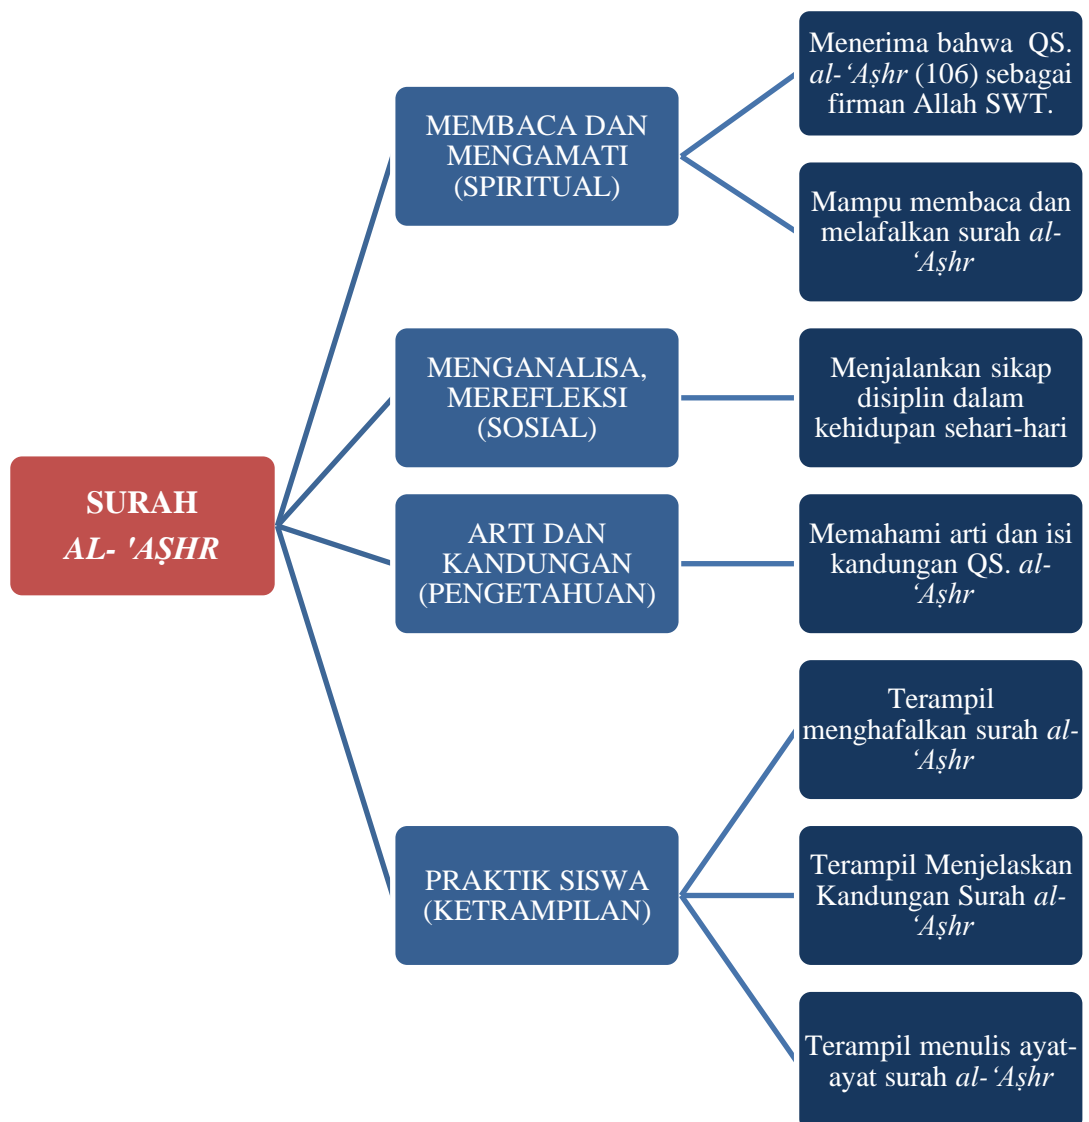 SURAH
AL- 'AṢHR
MEMBACA DAN
MENGAMATI
(SPIRITUAL)
Menerima bahwa QS.
al-‘Aṣhr (106) sebagai
firman Allah SWT.
Mampu membaca dan
melafalkan surah al-
‘Aṣhr
MENGANALISA,
MEREFLEKSI
(SOSIAL)
Menjalankan sikap
disiplin dalam
kehidupan sehari-hari
ARTI DAN
KANDUNGAN
(PENGETAHUAN)
Memahami arti dan isi
kandungan QS. al-
‘Aṣhr
PRAKTIK SISWA
(KETRAMPILAN)
Terampil
menghafalkan surah al-
‘Aṣhr
Terampil Menjelaskan
Kandungan Surah al-
‘Aṣhr
Terampil menulis ayat-
ayat surah al-‘Aṣhr